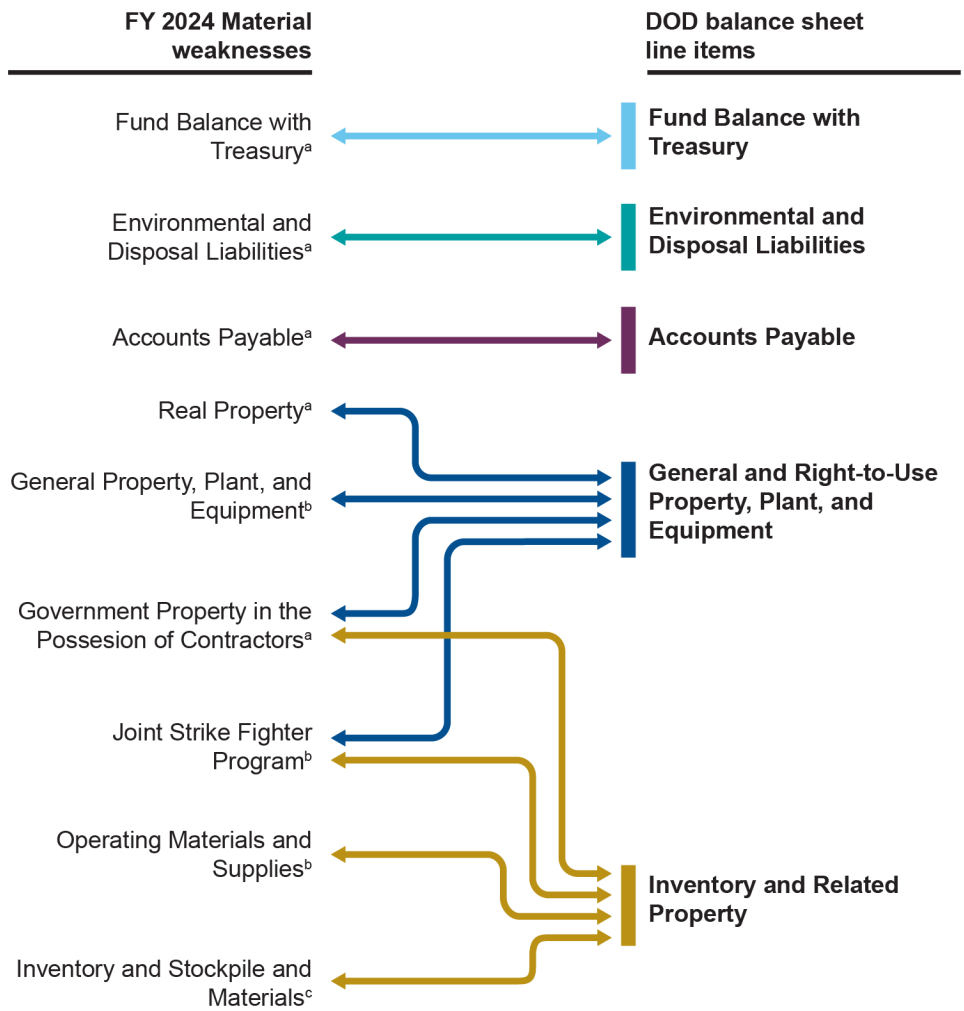 FY 2024 Material
weaknesses
DOD balance sheet
line items
Fund Balance with
Treasuryᵃ
Fund Balance with
Treasury
Environmental and
Disposal Liabilitiesᵃ
Environmental and
Disposal Liabilities
Accounts Payableᵃ
Accounts Payable
Real Propertyᵃ
General Property, Plant, and
Equipmentᵇ
General and Right-to-Use
Property, Plant, and
Equipment
Government Property in the
Possesion of Contractorsᵃ
Joint Strike Fighter
Programᵇ
Operating Materials and
Suppliesᵇ
Inventory and Related
Property
Inventory and Stockpile and
Materialsᶜ